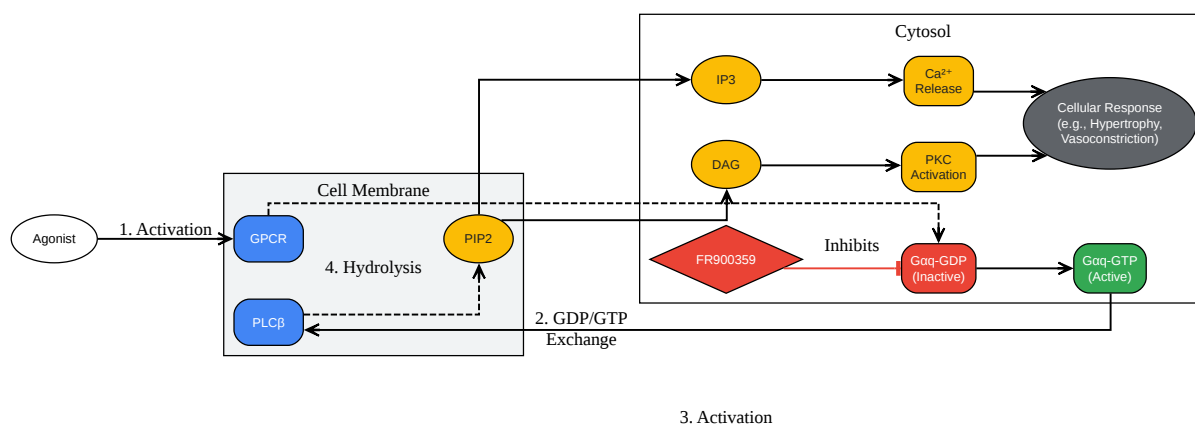 Cytosol
IP3
Ca²⁺
Release
Cellular Response
(e.g., Hypertrophy,
Vasoconstriction)
DAG
PKC
Activation
Cell Membrane
Agonist
1. Activation
GPCR
PIP2
4. Hydrolysis
FR900359
Inhibits
Gαq-GDP
(Inactive)
Gαq-GTP
(Active)
PLCβ
2. GDP/GTP
Exchange
3. Activation